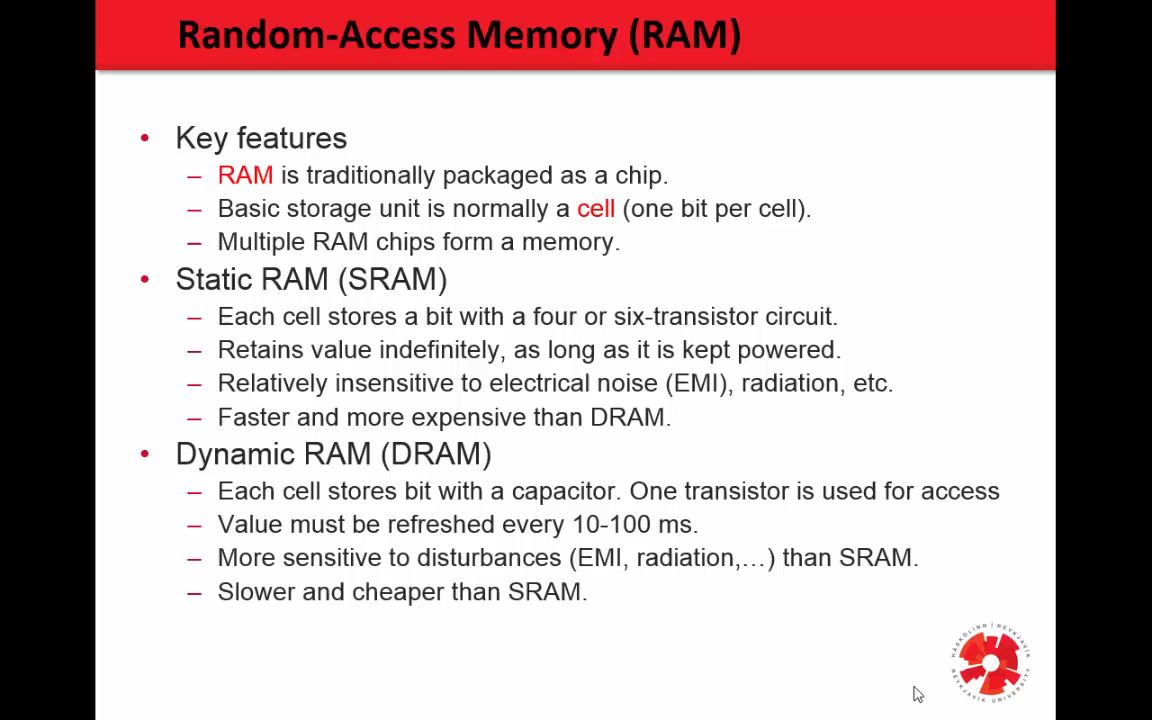 Random-Access Memory (RAM)
• Key features
– RAM is traditionally packaged as a chip.
– Basic storage unit is normally a cell (one bit per cell).
– Multiple RAM chips form a memory.
• Static RAM (SRAM)
– Each cell stores a bit with a four or six-transistor circuit.
– Retains value indefinitely, as long as it is kept powered.
– Relatively insensitive to electrical noise (EMI), radiation, etc.
– Faster and more expensive than DRAM.
• Dynamic RAM (DRAM)
– Each cell stores bit with a capacitor. One transistor is used for access
– Value must be refreshed every 10-100 ms.
– More sensitive to disturbances (EMI, radiation,…) than SRAM.
– Slower and cheaper than SRAM.
HÁSKÓLINN | REYKJAVÍK
REYKJAVIK UNIVERSITY